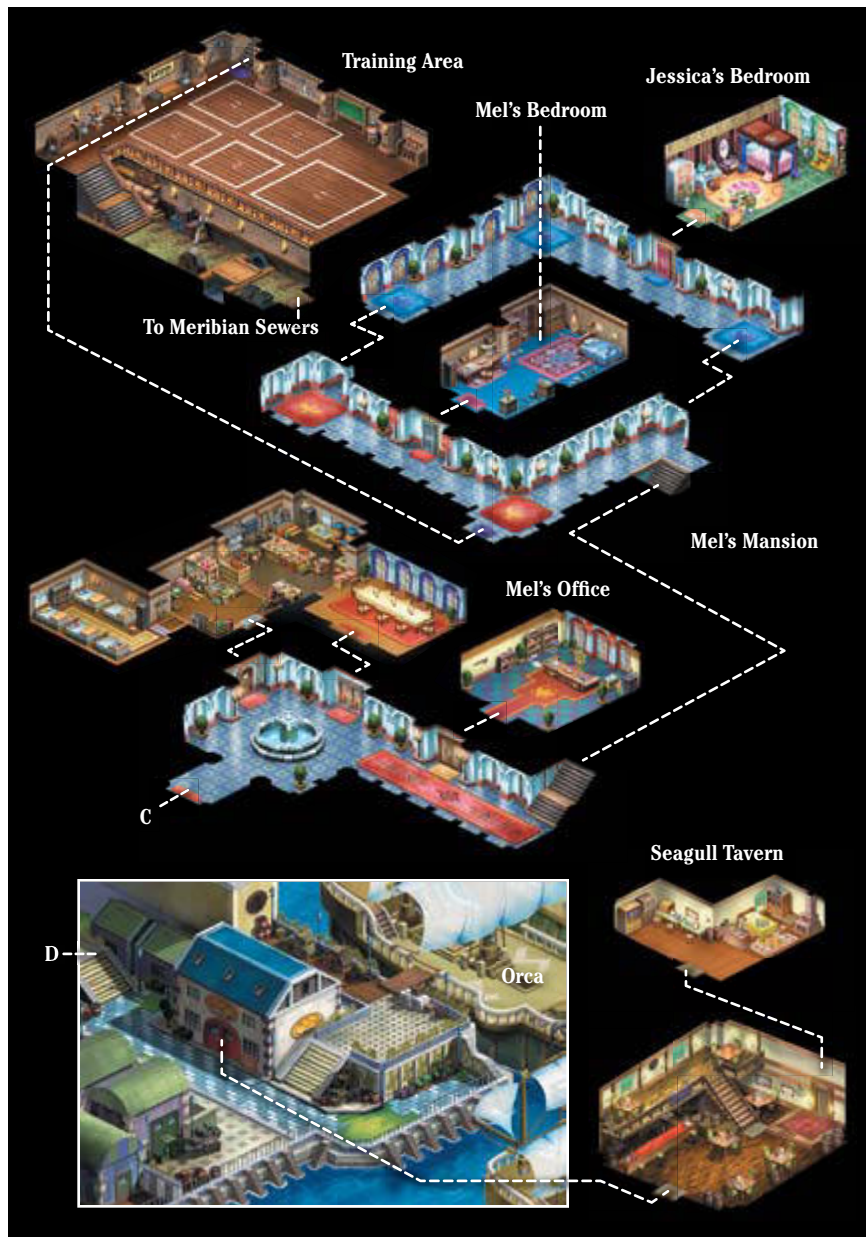 Training Area
Jessica's Bedroom
Mel's Bedroom
To Meribian Sewers
Mel's Mansion
Mel's Office
C
Seagull Tavern
D
Orca